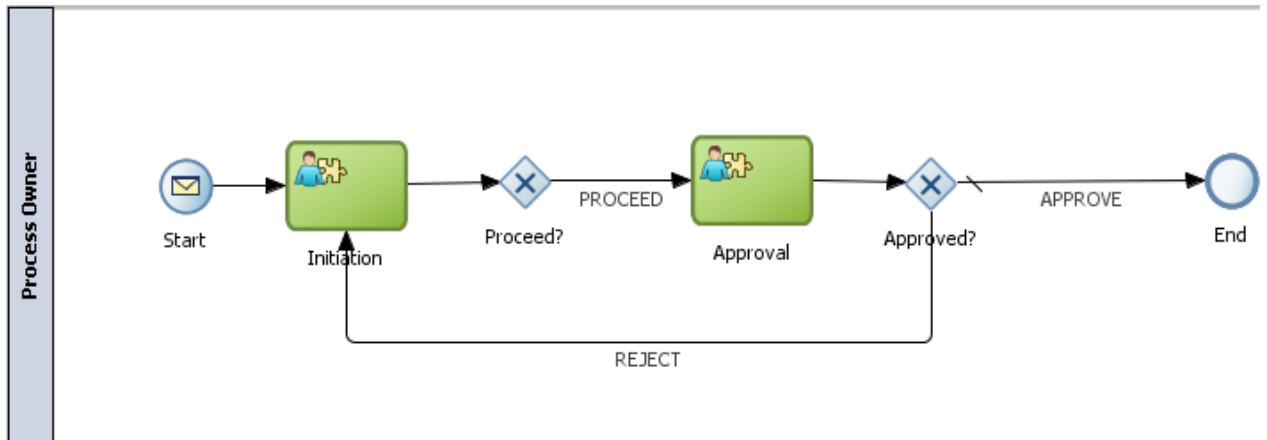 Process Owner
Start
Initiation
Proceed?
PROCEED
Approval
Approved?
APPROVE
End
REJECT